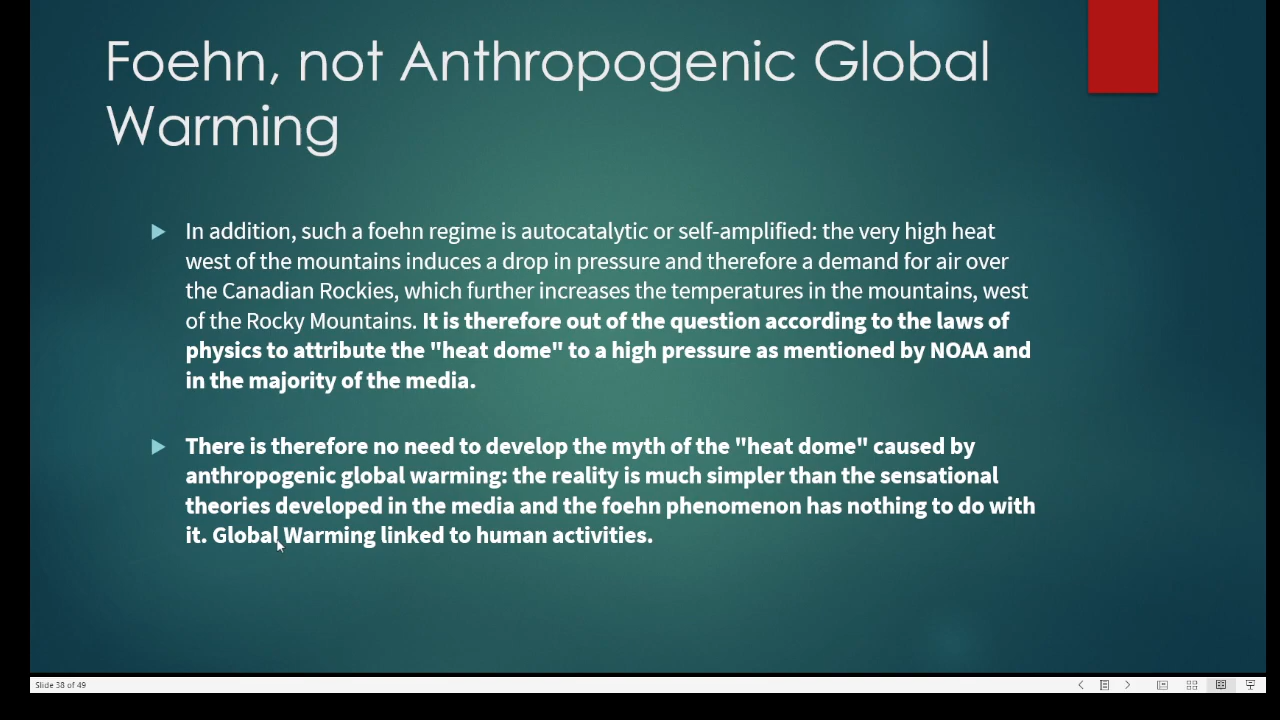 Foehn, not Anthropogenic Global
Warming
In addition, such a foehn regime is autocatalytic or self-amplified: the very high heat
west of the mountains induces a drop in pressure and therefore a demand for air over
the Canadian Rockies, which further increases the temperatures in the mountains, west
of the Rocky Mountains. It is therefore out of the question according to the laws of
physics to attribute the "heat dome" to a high pressure as mentioned by NOAA and
in the majority of the media.
There is therefore no need to develop the myth of the "heat dome" caused by
anthropogenic global warming: the reality is much simpler than the sensational
theories developed in the media and the foehn phenomenon has nothing to do with
it. Global Warming linked to human activities.
Slide 38 of 49